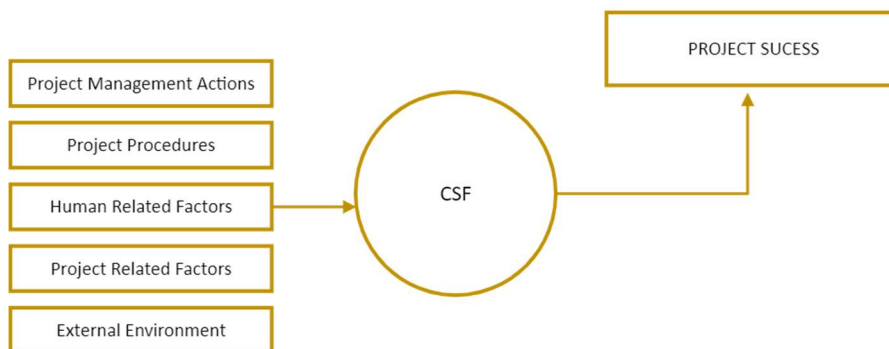 Project Management Actions
Project Procedures
Human Related Factors
Project Related Factors
External Environment
CSF
PROJECT SUCESS